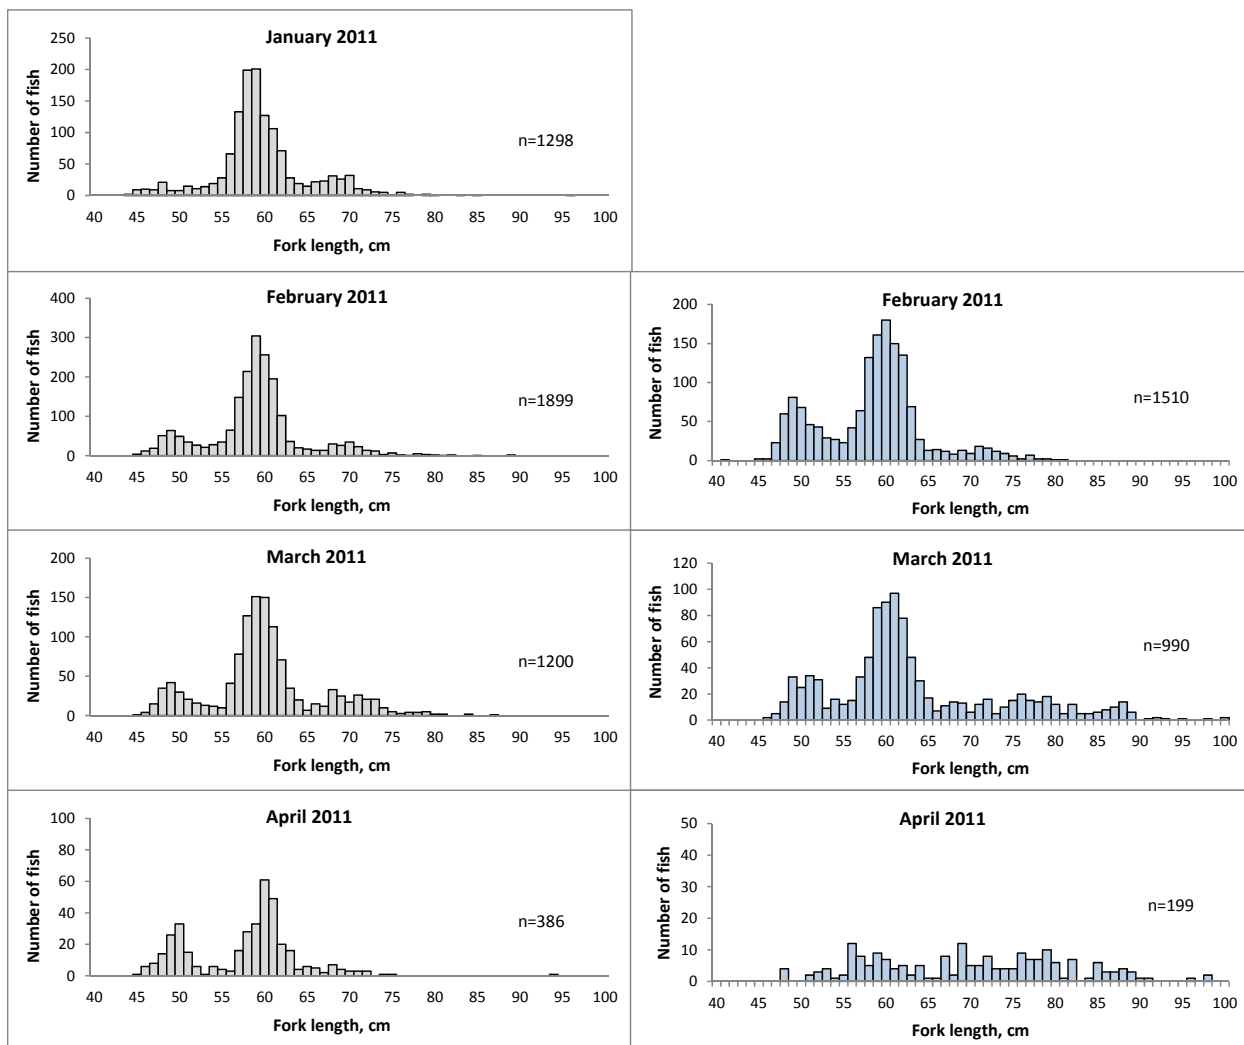 January 2011
250
200
150
100
50
0
Number of fish
n=1298
40 45 50 55 60 65 70 75 80 85 90 95 100
Fork length, cm
February 2011
400
300
200
100
0
Number of fish
n=1899
40 45 50 55 60 65 70 75 80 85 90 95 100
Fork length, cm
February 2011
200
150
100
50
0
Number of fish
n=1510
40 45 50 55 60 65 70 75 80 85 90 95 100
Fork length, cm
March 2011
200
150
100
50
0
Number of fish
n=1200
40 45 50 55 60 65 70 75 80 85 90 95 100
Fork length, cm
March 2011
120
100
80
60
40
20
0
Number of fish
n=990
40 45 50 55 60 65 70 75 80 85 90 95 100
Fork length, cm
April 2011
100
80
60
40
20
0
Number of fish
n=386
40 45 50 55 60 65 70 75 80 85 90 95 100
Fork length, cm
April 2011
50
40
30
20
10
0
Number of fish
n=199
40 45 50 55 60 65 70 75 80 85 90 95 100
Fork length, cm